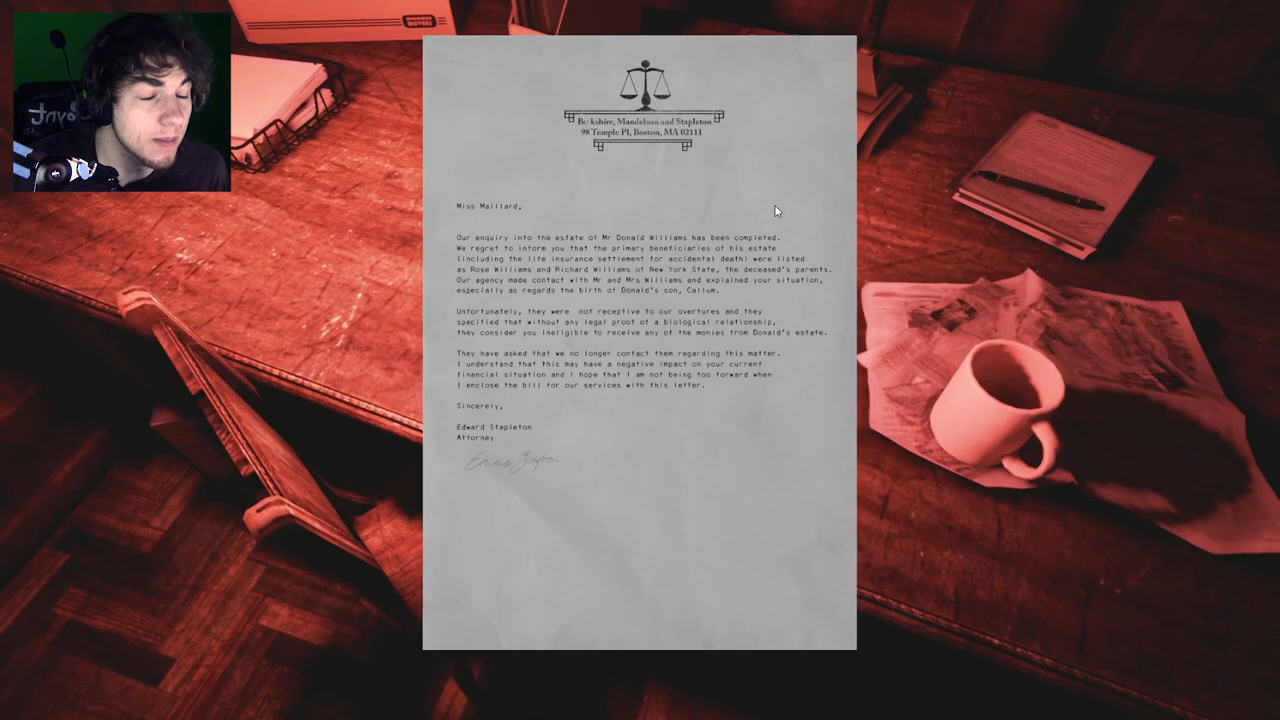 Berkshire, Mandelson and Stapleton
98 Temple Pl, Boston, MA 02111
Miss Maillard,
Our enquiry into the estate of Mr Donald Williams has been completed.
We regret to inform you that the primary beneficiaries of his estate
(including the life insurance settlement for accidental death) were listed
as Rose Williams and Richard Williams of New York State, the deceased's parents.
Our agency made contact with Mr and Mrs Williams and explained your situation,
especially as regards the birth of Donald's son, Callum.
Unfortunately, they were not receptive to our overtures and they
specified that without any legal proof of a biological relationship,
they consider you ineligible to receive any of the monies from Donald's estate.
They have asked that we no longer contact them regarding this matter.
I understand that this may have a negative impact on your current
financial situation and I hope that I am not being too forward when
I enclose the bill for our services with this letter.
Sincerely,
Edward Stapleton
Attorney